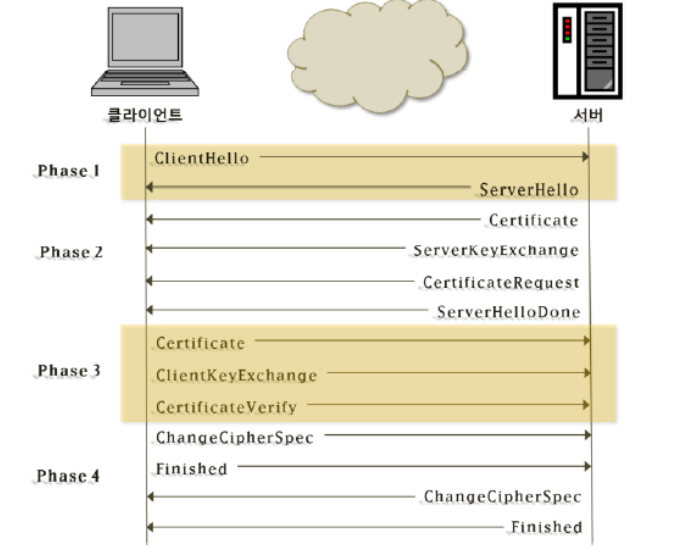 클라이언트
서버
Phase 1
ClientHello
ServerHello
Certificate
Phase 2
ServerKeyExchange
CertificateRequest
ServerHelloDone
Certificate
Phase 3
ClientKeyExchange
CertificateVerify
ChangeCipherSpec
Phase 4
Finished
ChangeCipherSpec
Finished